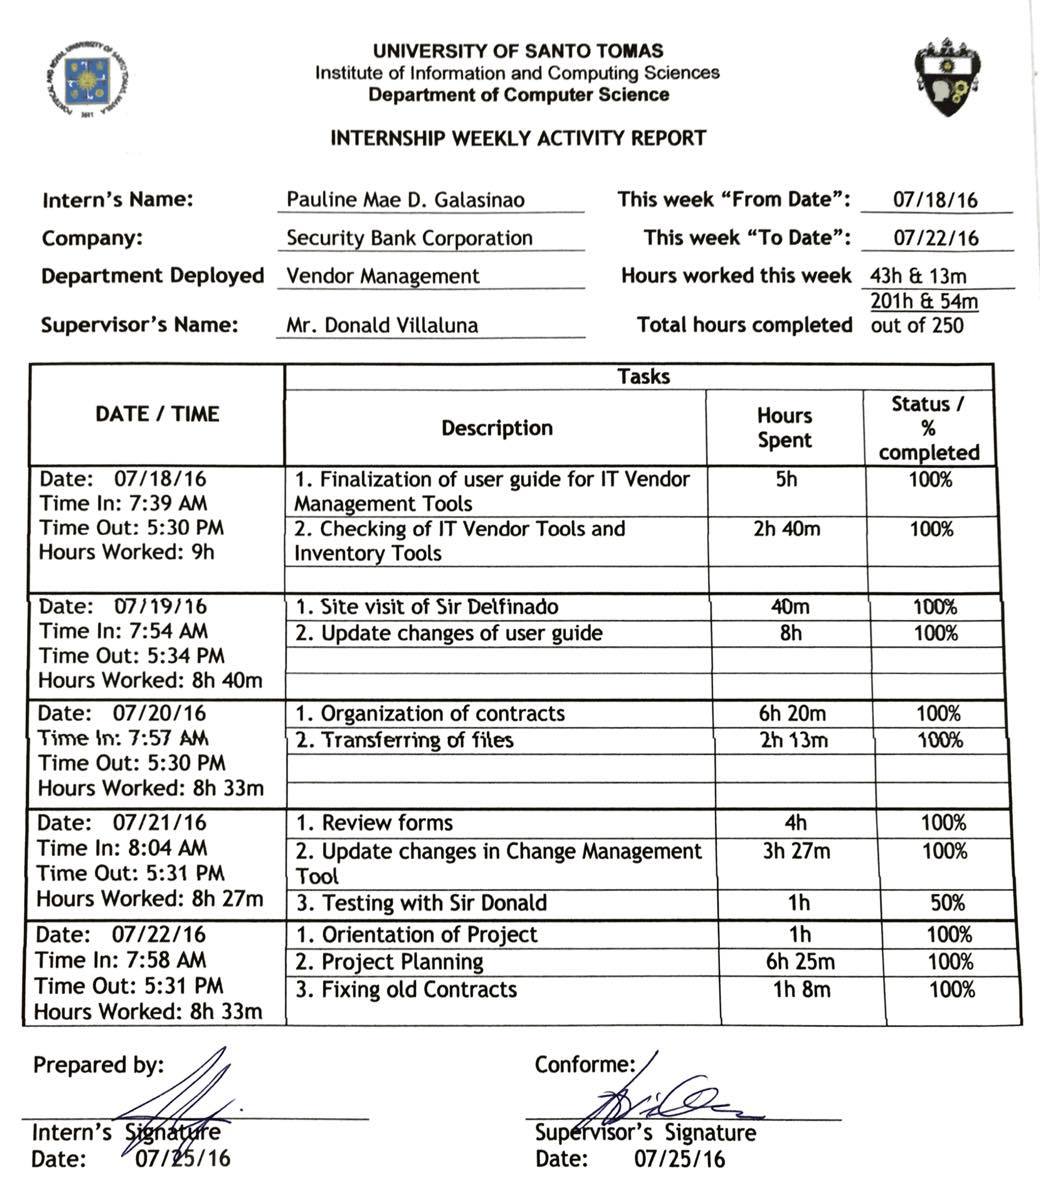 UNIVERSITY OF SANTO TOMAS
Institute of Information and Computing Sciences
Department of Computer Science
INTERNSHIP WEEKLY ACTIVITY REPORT
Intern's Name: Pauline Mae D. Galasinao This week "From Date": 07/18/16
Company: Security Bank Corporation This week "To Date": 07/22/16
Department Deployed Vendor Management Hours worked this week 43h & 13m
201h & 54m
Supervisor's Name: Mr. Donald Villaluna Total hours completed out of 250
DATE / TIME
Tasks
Description
Hours
Spent
Status /
%
completed
Date: 07/18/16
Time In: 7:39 AM
Time Out: 5:30 PM
Hours Worked: 9h
1. Finalization of user guide for IT Vendor
Management Tools
5h
100%
2. Checking of IT Vendor Tools and
Inventory Tools
2h 40m
100%
Date: 07/19/16
Time In: 7:54 AM
Time Out: 5:34 PM
Hours Worked: 8h 40m
1. Site visit of Sir Delfinado 40m 100%
2. Update changes of user guide 8h 100%
Date: 07/20/16
Time In: 7:57 AM
Time Out: 5:30 PM
Hours Worked: 8h 33m
1. Organization of contracts 6h 20m 100%
2. Transferring of files 2h 13m 100%
Date: 07/21/16
Time In: 8:04 AM
Time Out: 5:31 PM
Hours Worked: 8h 27m
1. Review forms 4h 100%
2. Update changes in Change Management
Tool
3h 27m
100%
3. Testing with Sir Donald 1h 50%
Date: 07/22/16
Time In: 7:58 AM
Time Out: 5:31 PM
Hours Worked: 8h 33m
1. Orientation of Project 1h 100%
2. Project Planning 6h 25m 100%
3. Fixing old Contracts 1h 8m 100%
Prepared by: Conforme:
Intern's Signature Supervisor's Signature
Date: 07/25/16 Date: 07/25/16